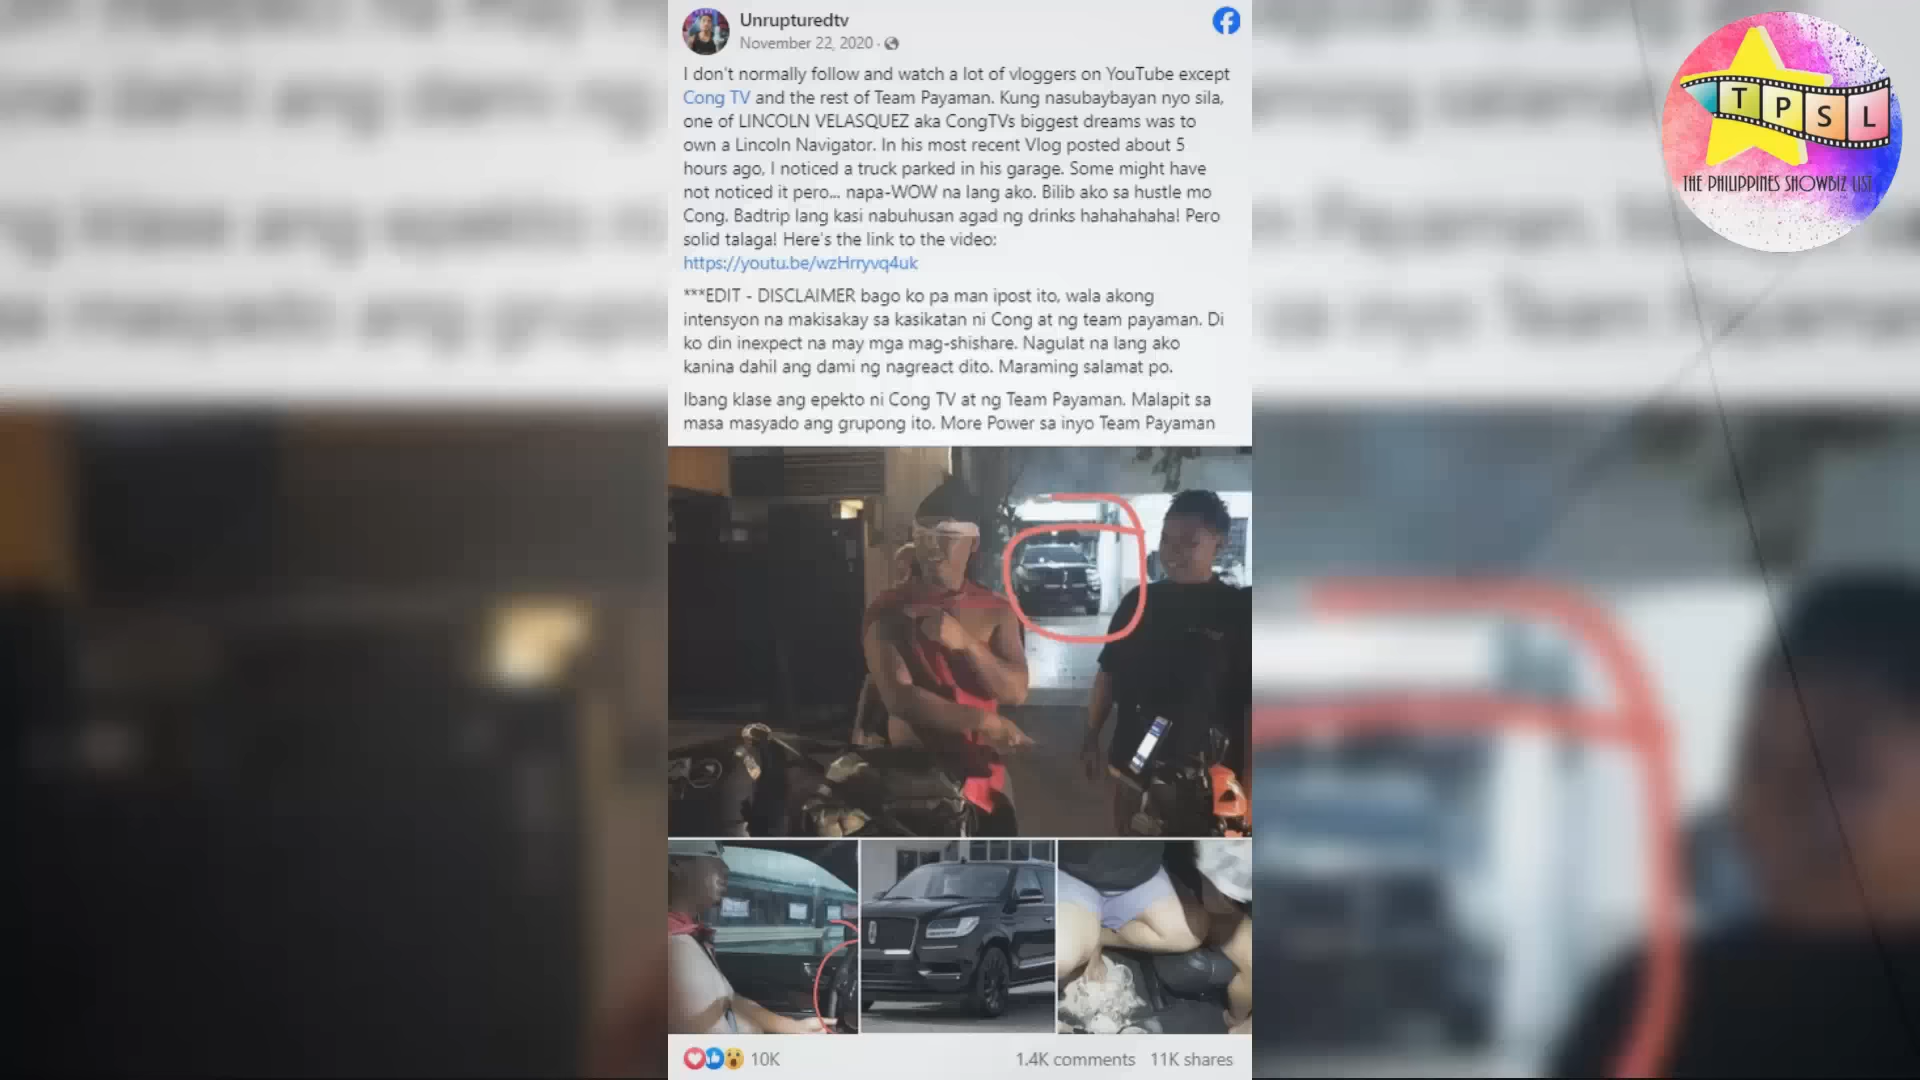 Unrupturedtv
November 22, 2020 ·
I don't normally follow and watch a lot of vloggers on YouTube except
Cong TV and the rest of Team Payaman. Kung nasubaybayan nyo sila,
one of LINCOLN VELASQUEZ aka CongTVs biggest dreams was to
own a Lincoln Navigator. In his most recent Vlog posted about 5
hours ago, I noticed a truck parked in his garage. Some might have
not noticed it pero... napa-WOW na lang ako. Bilib ako sa hustle mo
Cong. Badtrip lang kasi nabuhusan agad ng drinks hahahahaha! Pero
solid talaga! Here's the link to the video:
https://youtu.be/wzHrryvq4uk
***EDIT - DISCLAIMER bago ko pa man ipost ito, wala akong
intensyon na makisakay sa kasikatan ni Cong at ng team payaman. Di
ko din inexpect na may mga mag-shishare. Nagulat na lang ako
kanina dahil ang dami ng nagreact dito. Maraming salamat po.
Ibang klase ang epekto ni Cong TV at ng Team Payaman. Malapit sa
masa masyado ang grupong ito. More Power sa inyo Team Payaman
10K
1.4K comments 11K shares
TPSL
THE PHILIPPINES SHOWBIZ LIST